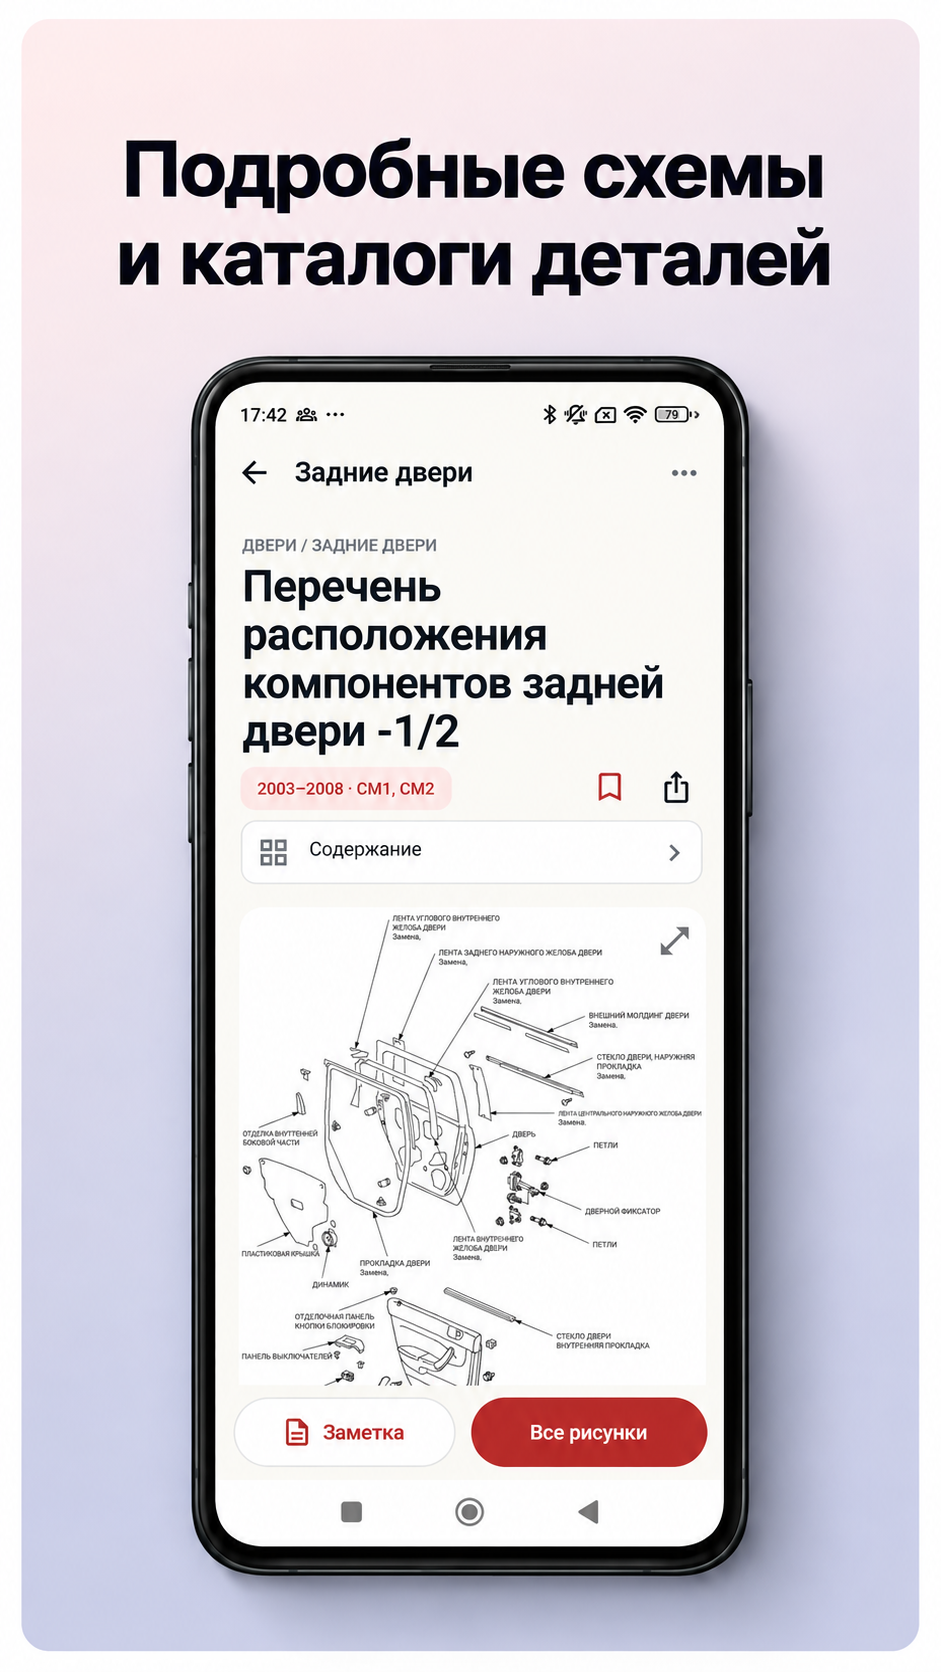 Подробные схемы
и каталоги деталей
17:42
79
Задние двери
ДВЕРИ / ЗАДНИЕ ДВЕРИ
Перечень
расположения
компонентов задней
двери -1/2
2003–2008 · CM1, CM2
Содержание
ЛЕНТА УГЛОВОГО ВНУТРЕННЕГО
ЖЕЛОБА ДВЕРИ
Замена,
ЛЕНТА ЗАДНЕГО НАРУЖНОГО ЖЕЛОБА ДВЕРИ
Замена,
ЛЕНТА УГЛОВОГО ВНУТРЕННЕГО
ЖЕЛОБА ДВЕРИ
Замена,
ВНЕШНИЙ МОЛДИНГ ДВЕРИ
Замена.
СТЕКЛО ДВЕРИ, НАРУЖНЯЯ
ПРОКЛАДКА
Замена,
ЛЕНТА ЦЕНТРАЛЬНОГО НАРУЖНОГО ЖЕЛОБА ДВЕРИ
Замена.
ОТДЕЛКА ВНУТТЕННЕЙ
БОКОВОЙ ЧАСТИ
ДВЕРЬ
ПЕТЛИ
ДВЕРНОЙ ФИКСАТОР
ПЕТЛИ
ЛЕНТА ВНУТРЕННЕГО
ЖЕЛОБА ДВЕРИ
Замена,
ПЛАСТИКОВАЯ КРЫШКА
ПРОКЛАДКА ДВЕРИ
Замена,
ДИНАМИК
ОТДЕЛОЧНАЯ ПАНЕЛЬ
КНОПКИ БЛОКИРОВКИ
СТЕКЛО ДВЕРИ
ВНУТРЕННЯЯ ПРОКЛАДКА
ПАНЕЛЬ ВЫКЛЮЧАТЕЛЕЙ
Заметка
Все рисунки